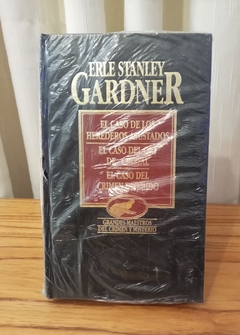 ERLE STANLEY
GARDNER
EL CASO DE LOS
HEREDEROS ASUSTADOS
EL CASO DEL
EL CASO DEL
CRIMEN
GRANDES MAESTROS
DEL CRIMEN Y MISTERIO